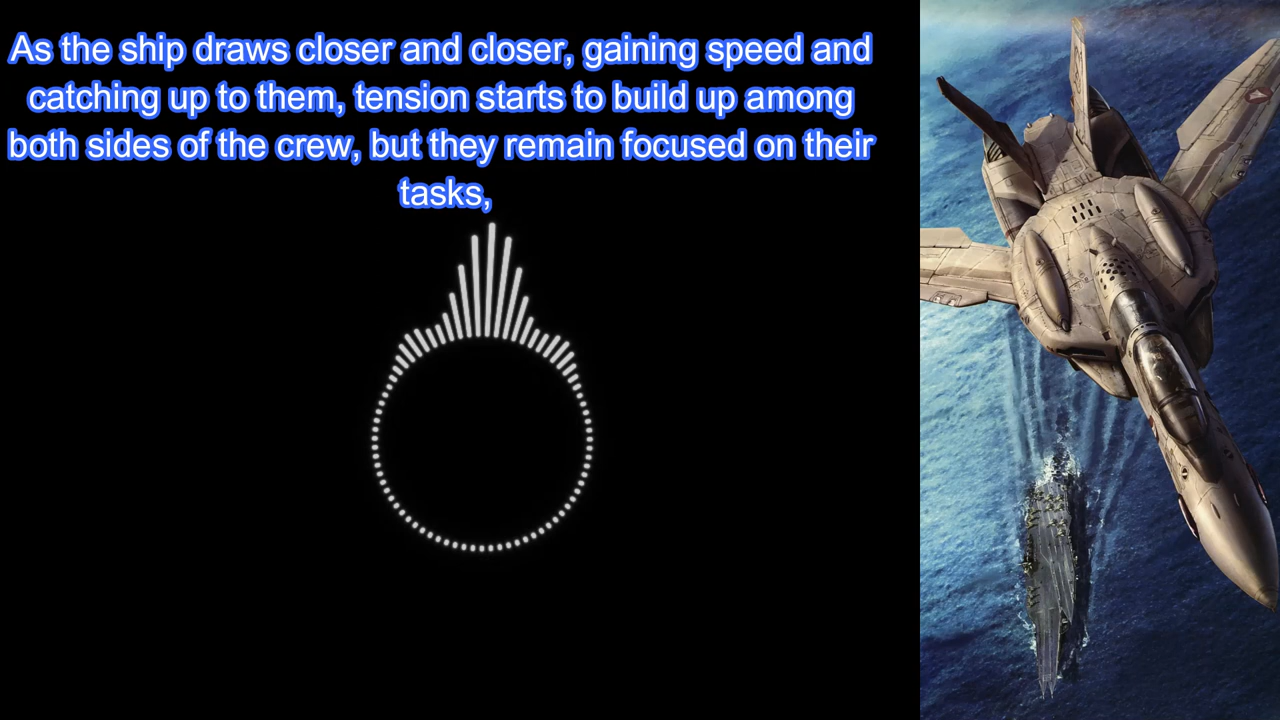 As the ship draws closer and closer, gaining speed and
catching up to them, tension starts to build up among
both sides of the crew, but they remain focused on their
tasks,